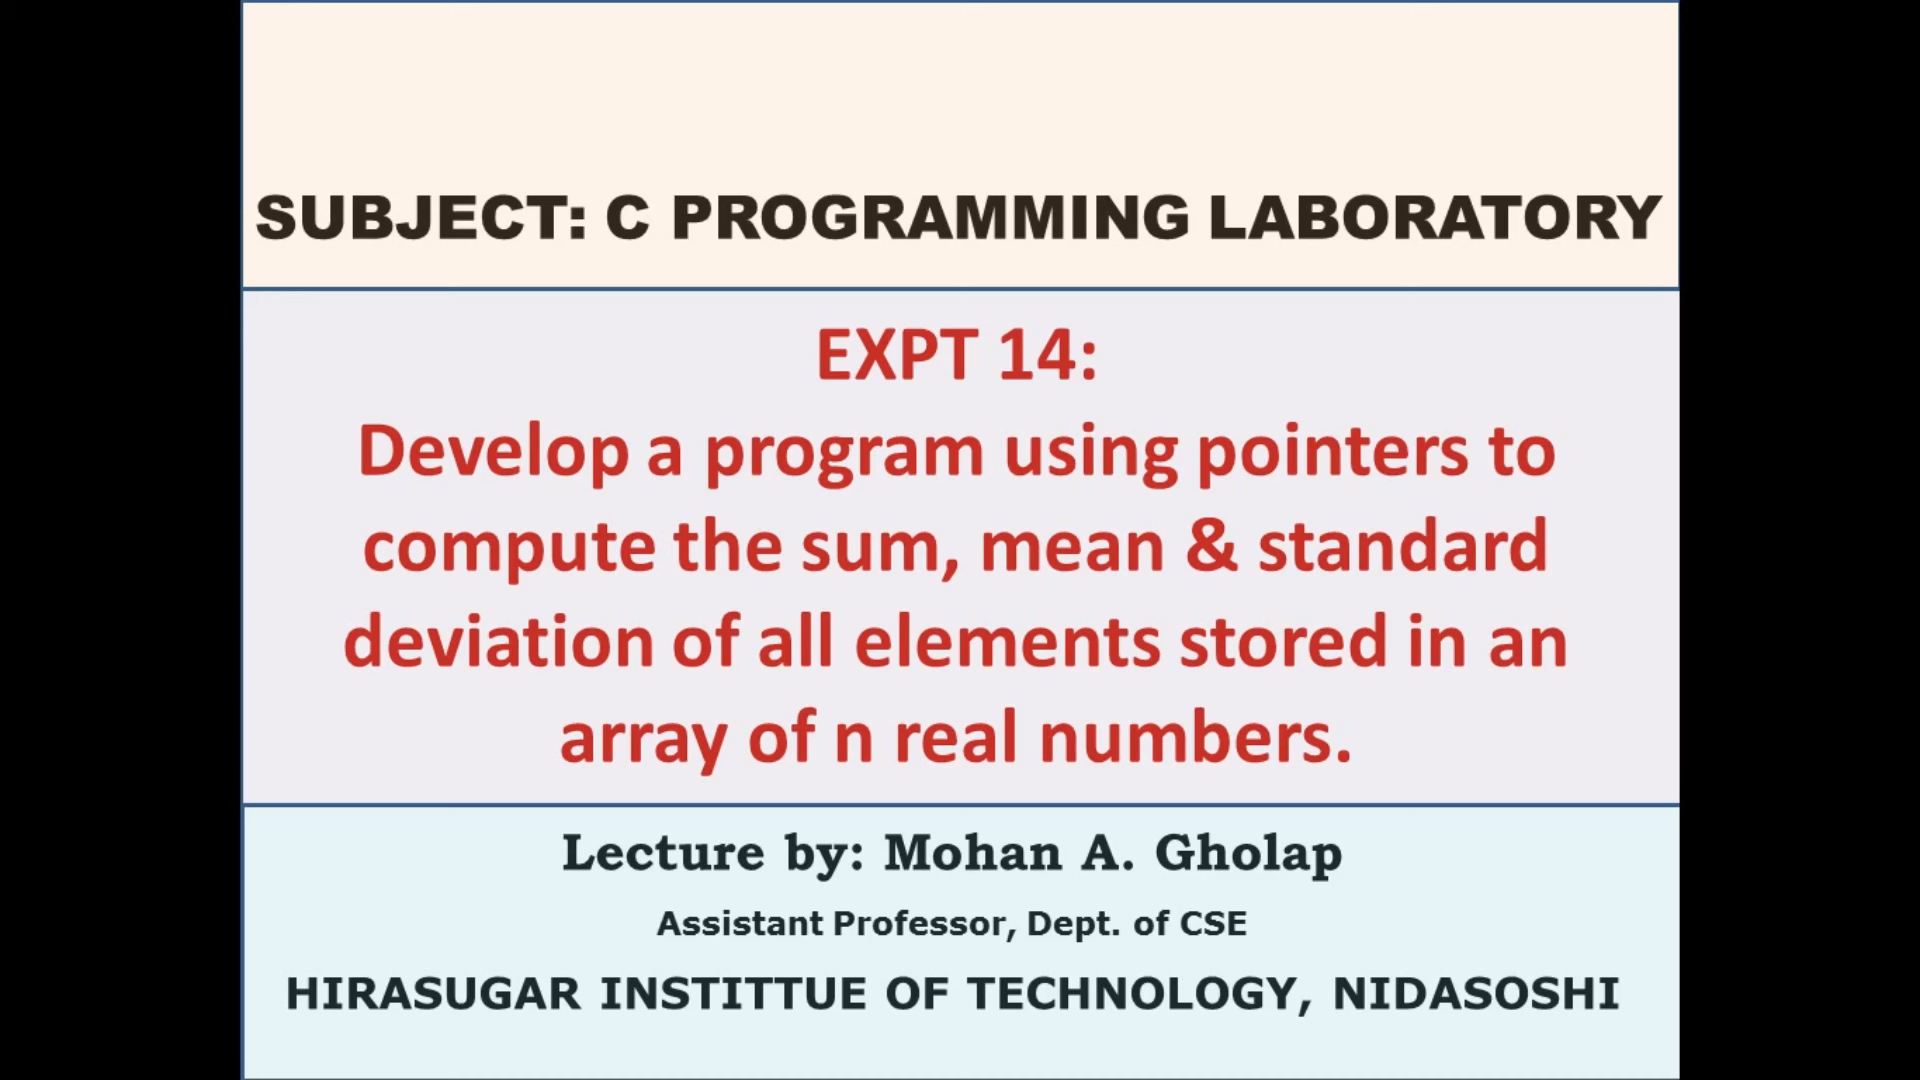 SUBJECT: C PROGRAMMING LABORATORY
EXPT 14:
Develop a program using pointers to
compute the sum, mean & standard
deviation of all elements stored in an
array of n real numbers.
Lecture by: Mohan A. Gholap
Assistant Professor, Dept. of CSE
HIRASUGAR INSTITTUE OF TECHNOLOGY, NIDASOSHI